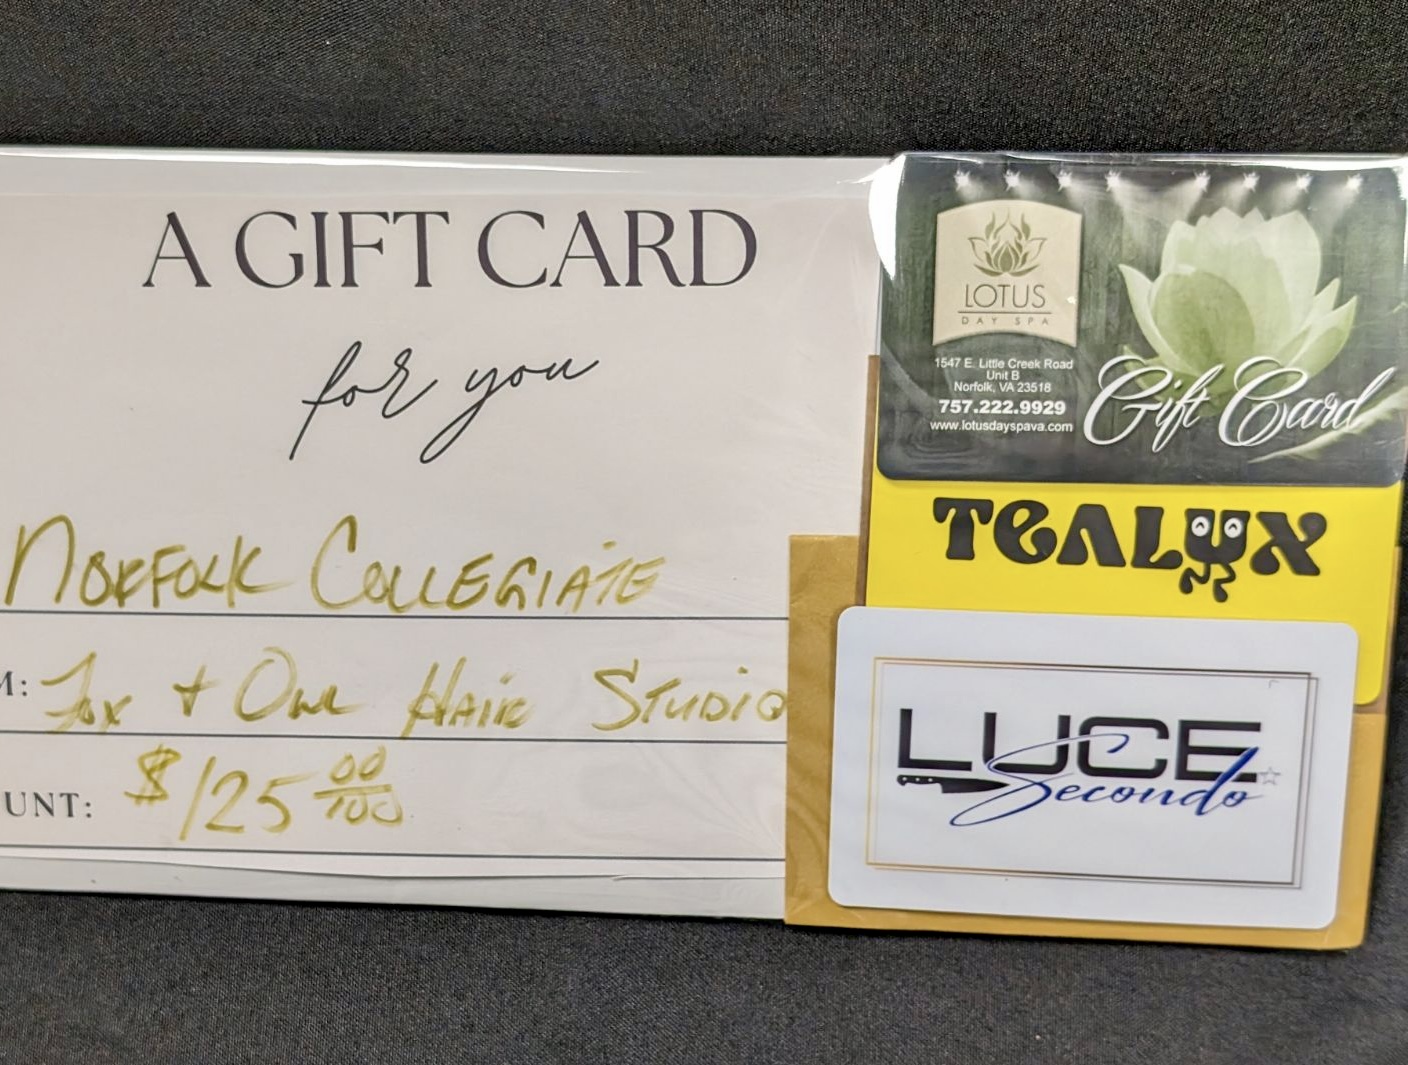 A GIFT CARD
for you
NORFOLK COLLEGIATE
M: Fox + Owl HAIR STUDIO
OUNT: $125 00/100
LOTUS
DAY SPA
1547 E. Little Creek Road
Unit B
Norfolk, VA 23518
757.222.9929
www.lotusdayspava.com
Gift Card
TEALUX
LUCE
Secondo